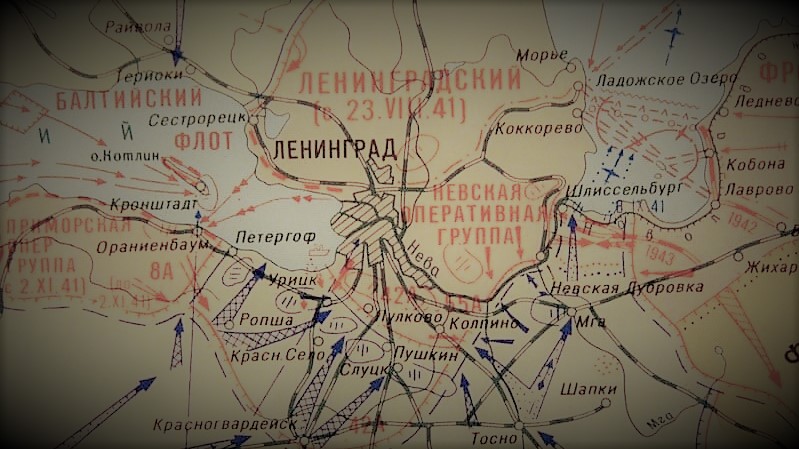 Райвола
Териоки
БАЛТИЙСКИЙ
ФЛОТ
Сестрорецк
ЛЕНИНГРАДСКИЙ
(с 23.VIII.41)
ЛЕНИНГРАД
Морье
Ладожское Озеро
Леднево
ФР
Коккорево
Кобона
Лаврово
о.Котлин
Кронштадт
НЕВСКАЯ
ОПЕРАТИВНАЯ
ГРУППА
Шлиссельбург
8.IX.41
1942
1943
ПРИМОРСКАЯ
ОПЕР
ГРУППА
с 2.XI.41)
Ораниенбаум
Петергоф
8А
2.XI.41)
Урицк
Нева
Невская Дубровка
Жихар
Ропша
Пулково
Колпино
Мга
Красн.Село
Пушкин
Слуцк
Шапки
Красногвардейск
42А
Тосно